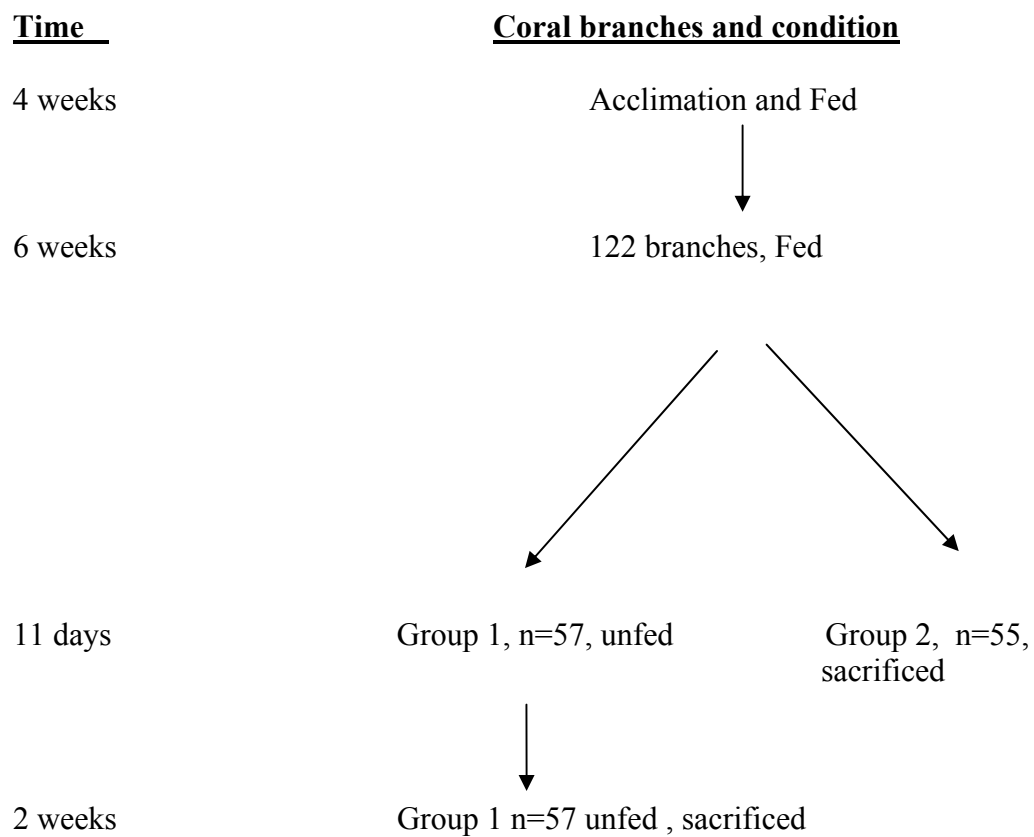 Time Coral branches and condition
4 weeks Acclimation and Fed
6 weeks 122 branches, Fed
11 days Group 1, n=57, unfed Group 2, n=55,
sacrificed
2 weeks Group 1 n=57 unfed , sacrificed